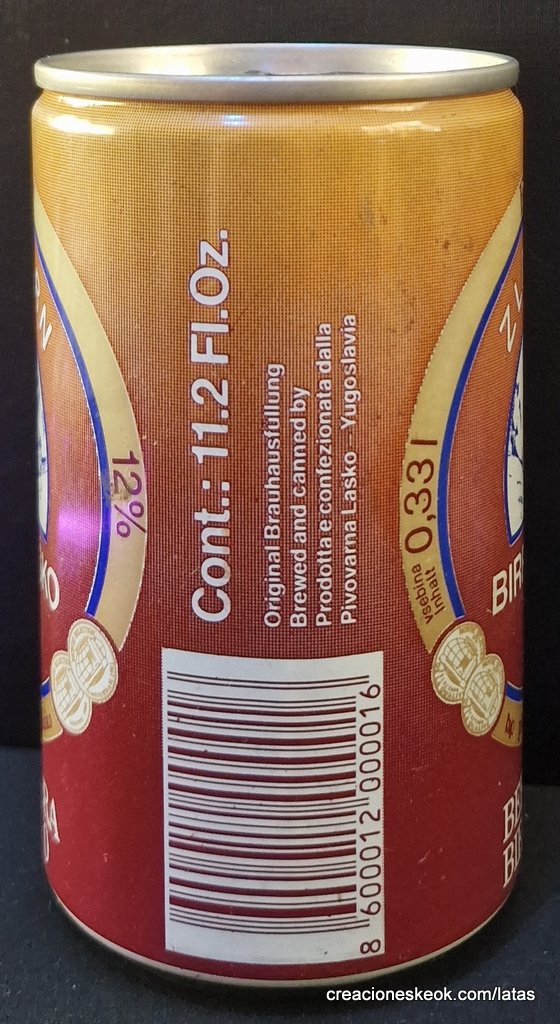 Cont.: 11.2 Fl.Oz.
Original Brauhausfüllung
Brewed and canned by
Prodotta e confezionata dalla
Pivovarna Lasko - Yugoslavia
12%
vsebina
Inhalt 0,33 l
8 600012 000016
creacioneskeok.com/latas